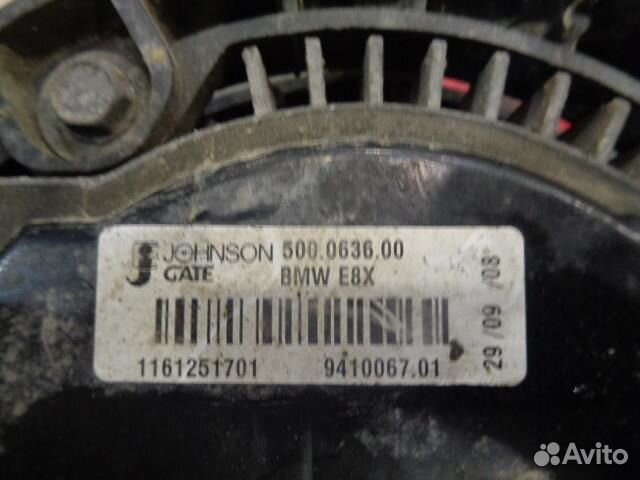 JOHNSON 500.0636.00
GATE BMW E8X
1161251701 9410067.01
29/09 /08
Avito